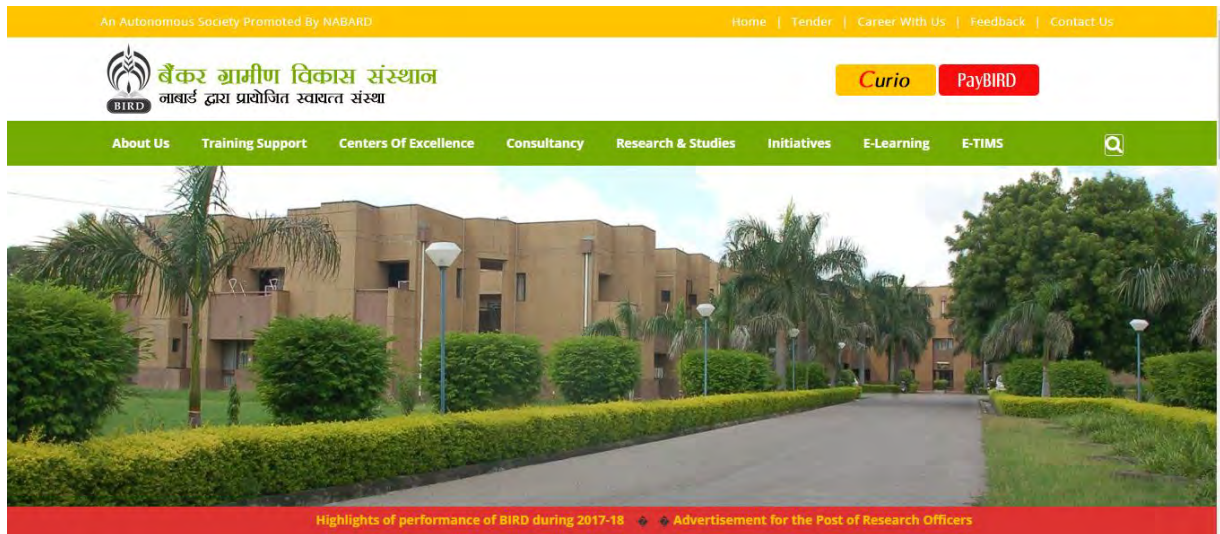 An Autonomous Society Promoted By NABARD
Home | Tender | Career With Us | Feedback | Contact Us
बैंकर ग्रामीण विकास संस्थान
नाबार्ड द्वारा प्रायोजित स्वायत्त संस्था
BIRD
Curio
PayBIRD
About Us Training Support Centers Of Excellence Consultancy Research & Studies Initiatives E-Learning E-TIMS
Highlights of performance of BIRD during 2017-18 � � Advertisement for the Post of Research Officers